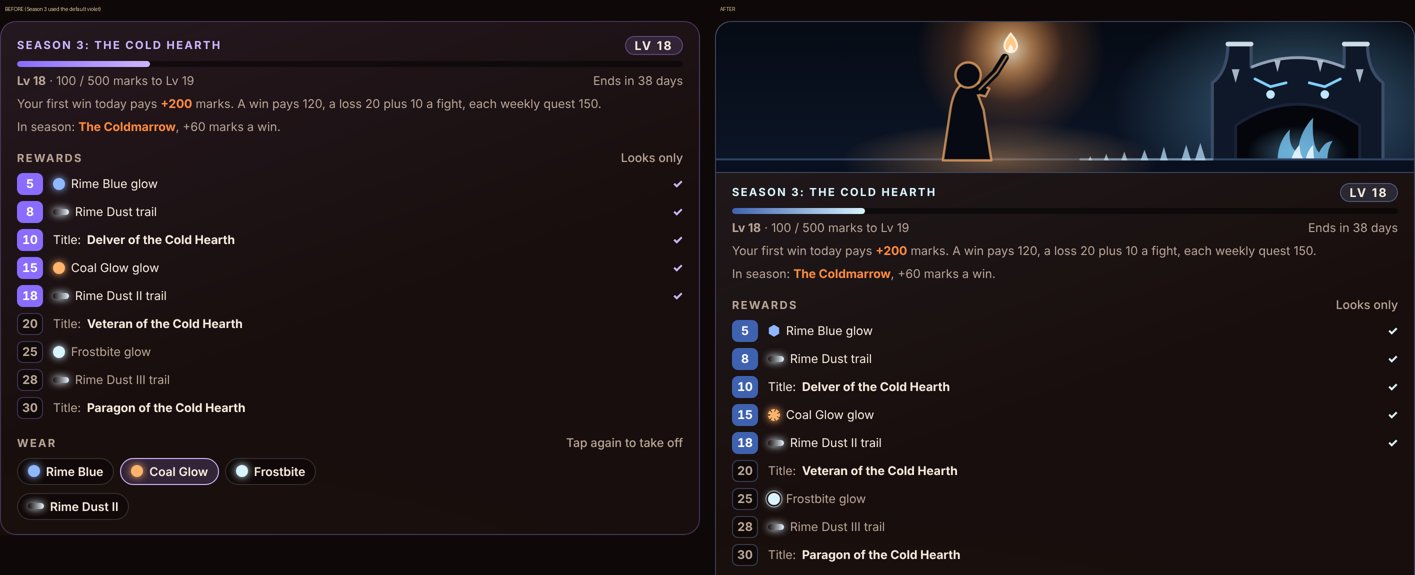 BEFORE (Season 3 used the default violet)
SEASON 3: THE COLD HEARTH
LV 18
Lv 18 · 100 / 500 marks to Lv 19
Ends in 38 days
Your first win today pays +200 marks. A win pays 120, a loss 20 plus 10 a fight, each weekly quest 150.
In season: The Coldmarrow, +60 marks a win.
REWARDS
Looks only
5 Rime Blue glow
8 Rime Dust trail
10 Title: Delver of the Cold Hearth
15 Coal Glow glow
18 Rime Dust II trail
20 Title: Veteran of the Cold Hearth
25 Frostbite glow
28 Rime Dust III trail
30 Title: Paragon of the Cold Hearth
WEAR
Tap again to take off
Rime Blue
Coal Glow
Frostbite
Rime Dust II
AFTER
SEASON 3: THE COLD HEARTH
LV 18
Lv 18 · 100 / 500 marks to Lv 19
Ends in 38 days
Your first win today pays +200 marks. A win pays 120, a loss 20 plus 10 a fight, each weekly quest 150.
In season: The Coldmarrow, +60 marks a win.
REWARDS
Looks only
5 Rime Blue glow
8 Rime Dust trail
10 Title: Delver of the Cold Hearth
15 Coal Glow glow
18 Rime Dust II trail
20 Title: Veteran of the Cold Hearth
25 Frostbite glow
28 Rime Dust III trail
30 Title: Paragon of the Cold Hearth